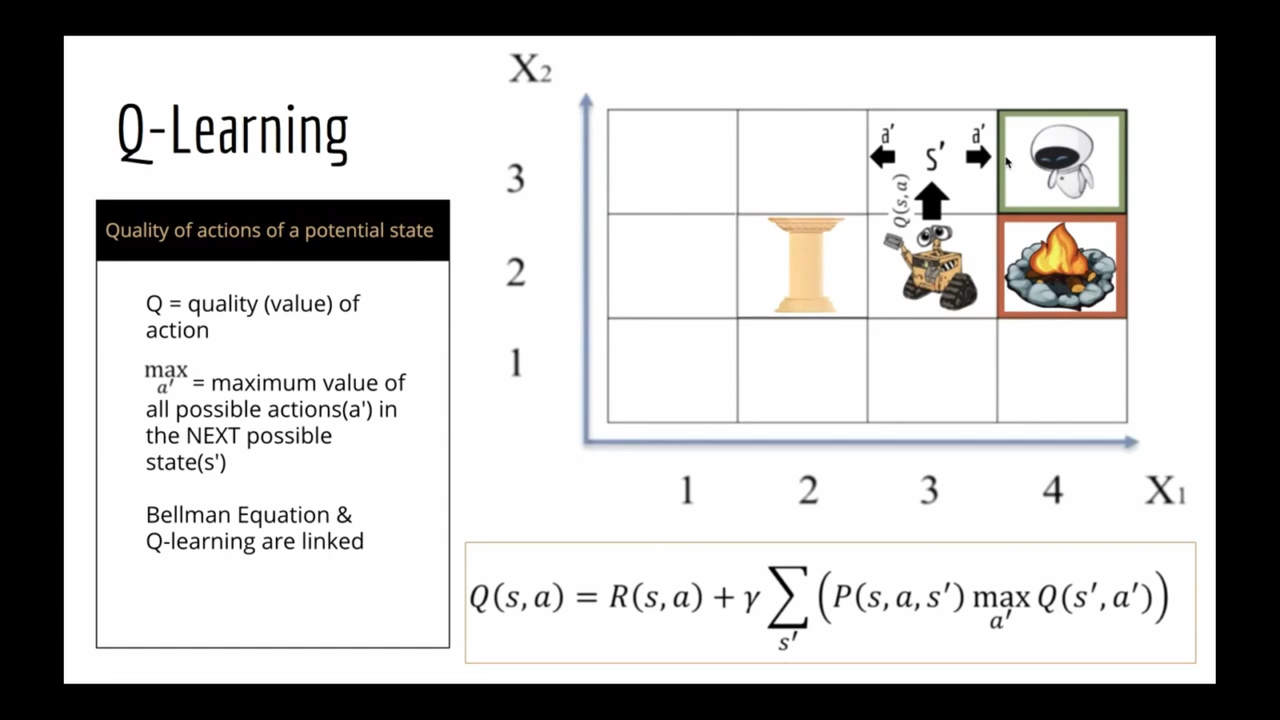 Q-Learning
Quality of actions of a potential state
Q = quality (value) of
action
max
a′ = maximum value of
all possible actions(a') in
the NEXT possible
state(s')
Bellman Equation &
Q-learning are linked
X₂
3
2
1
a′ s′ a′
Q(s,a)
1 2 3 4 X₁
Q(s, a) = R(s, a) + γ ∑ s′ (P(s, a, s′) max a′ Q(s′, a′))